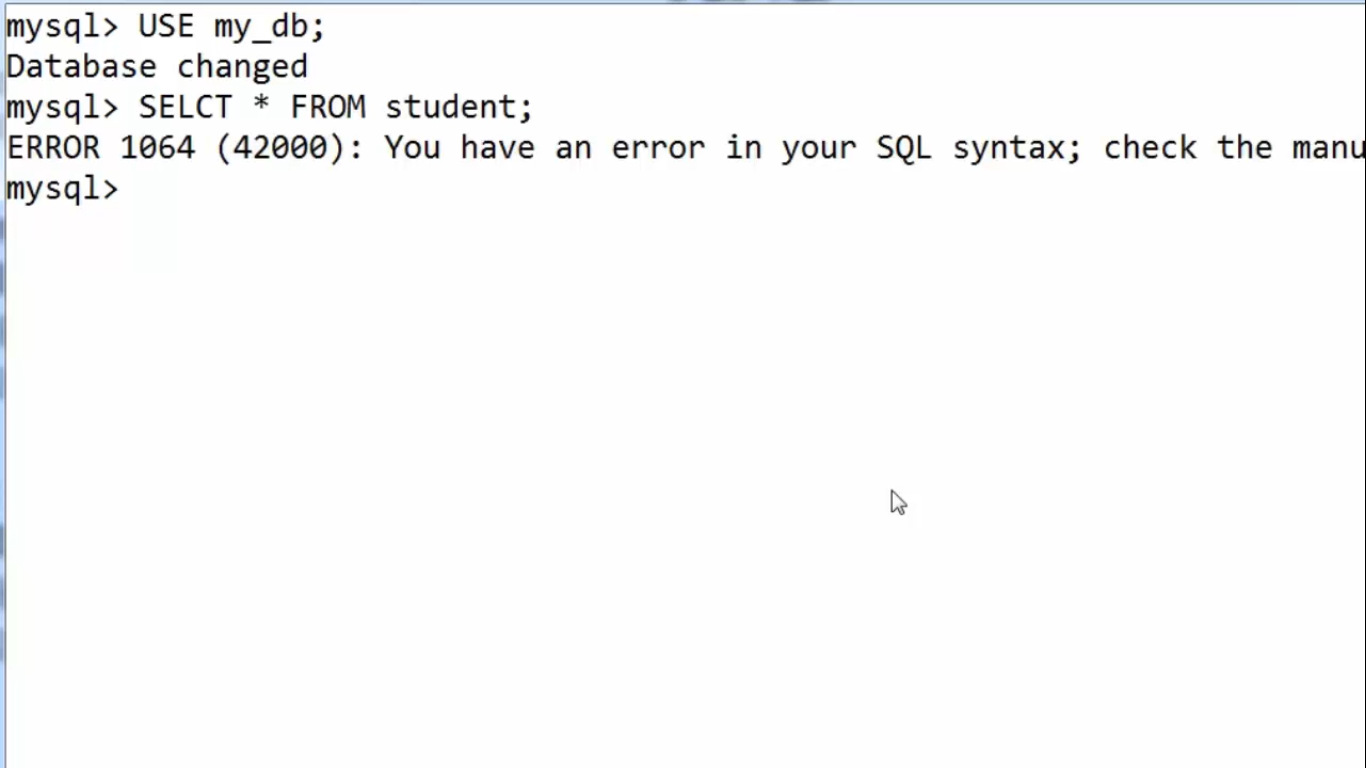 mysql> USE my_db;
Database changed
mysql> SELCT * FROM student;
ERROR 1064 (42000): You have an error in your SQL syntax; check the manu
mysql>